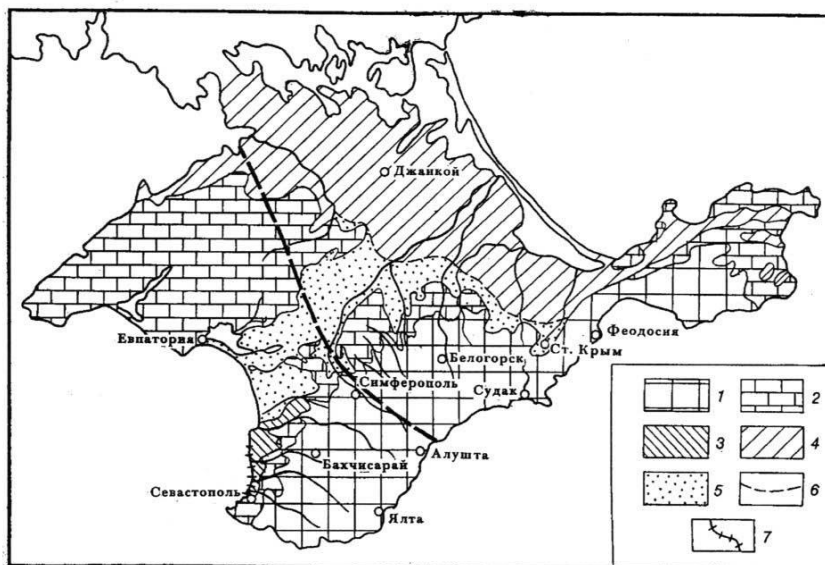 Джанкой
Евпатория
Феодосия
Ст. Крым
Белогорск
Симферополь
Судак
Алушта
Бахчисарай
Севастополь
Ялта
1
2
3
4
5
6
7